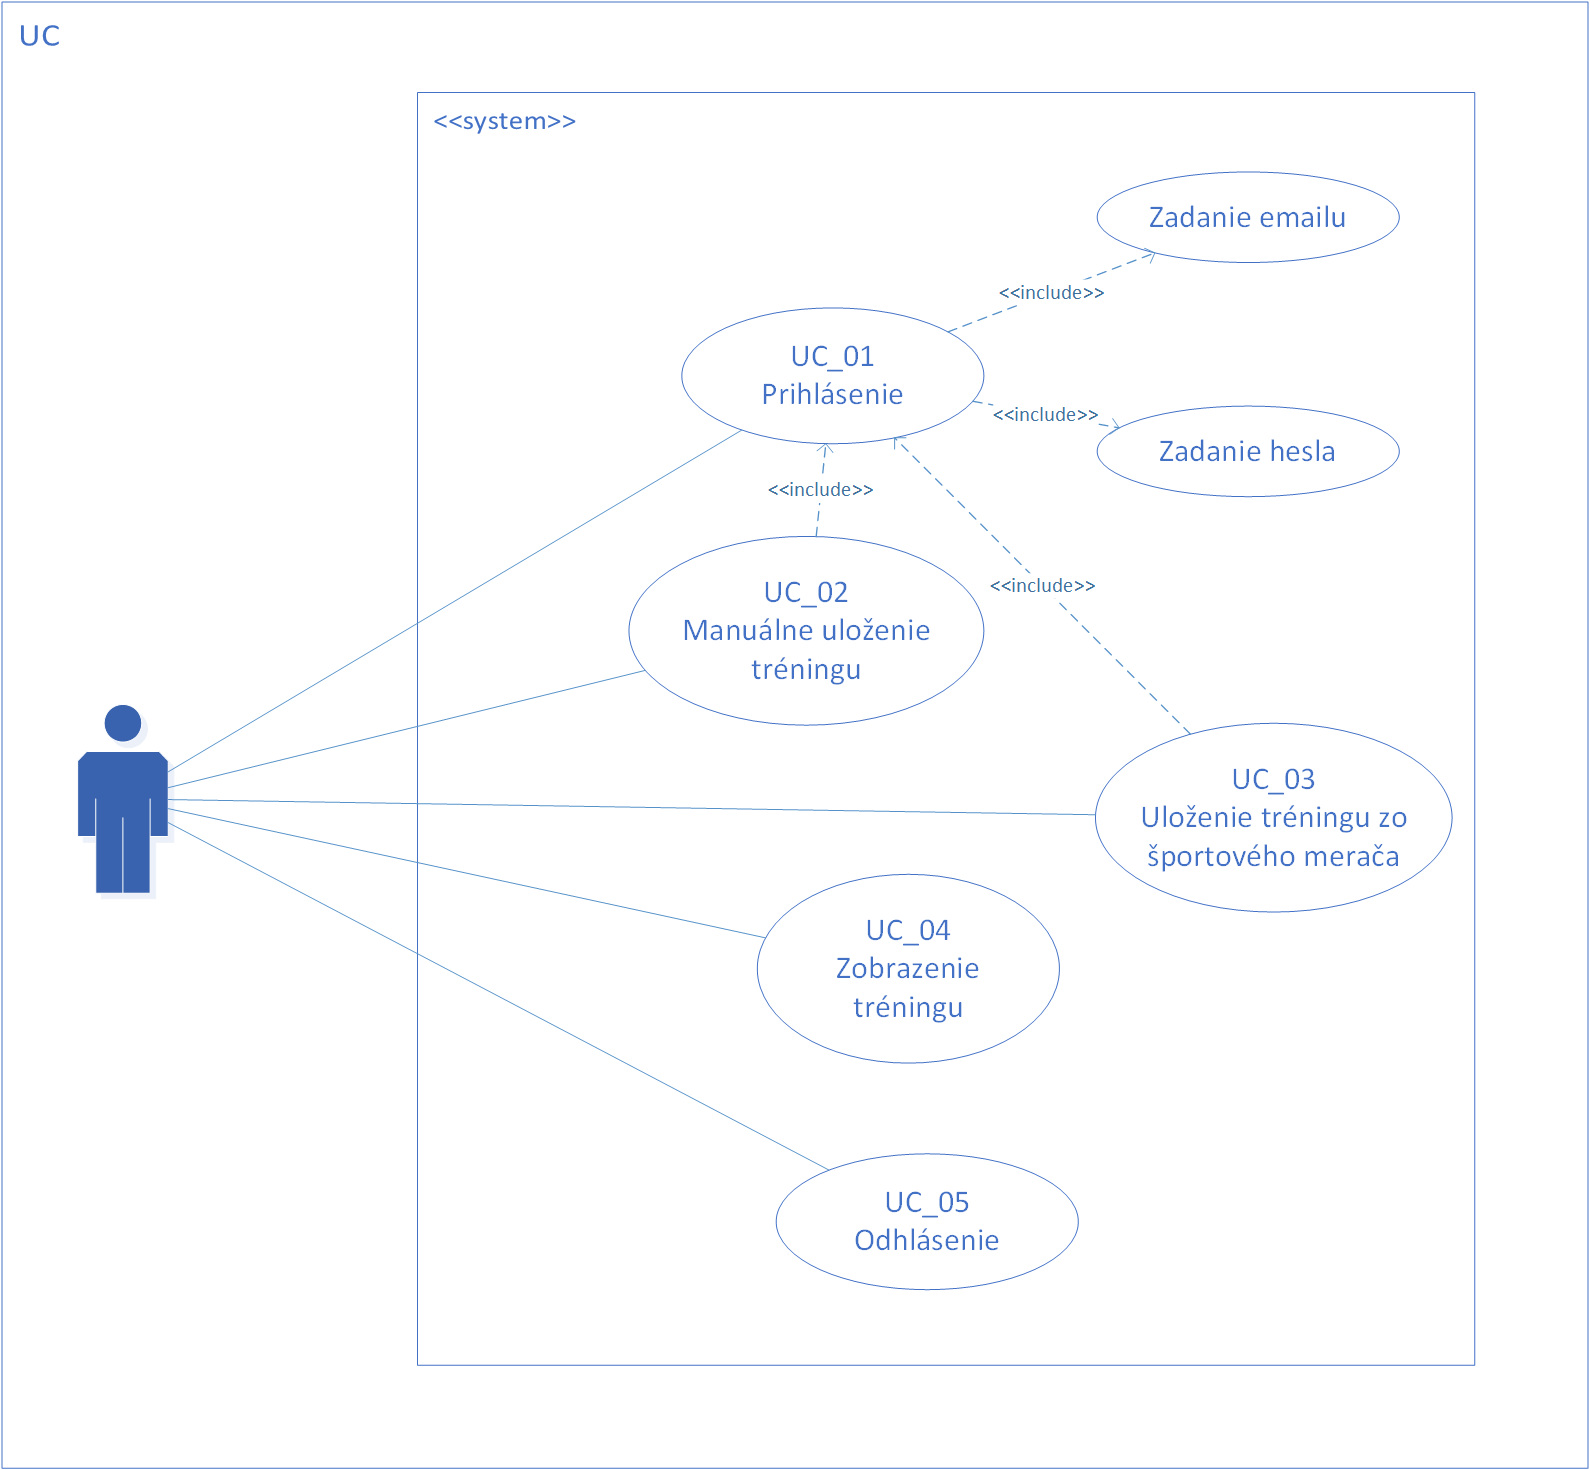 UC
<<system>>
Zadanie emailu
<<include>>
UC_01
Prihlásenie
<<include>>
Zadanie hesla
<<include>>
UC_02
Manuálne uloženie
tréningu
<<include>>
UC_03
Uloženie tréningu zo
športového merača
UC_04
Zobrazenie
tréningu
UC_05
Odhlásenie